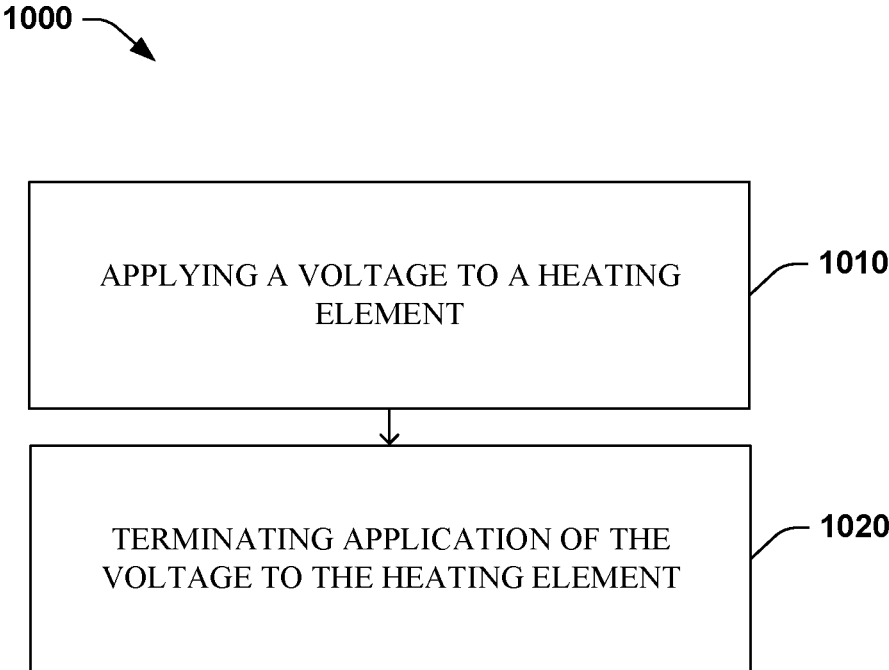 1000
APPLYING A VOLTAGE TO A HEATING
ELEMENT
1010
TERMINATING APPLICATION OF THE
VOLTAGE TO THE HEATING ELEMENT
1020